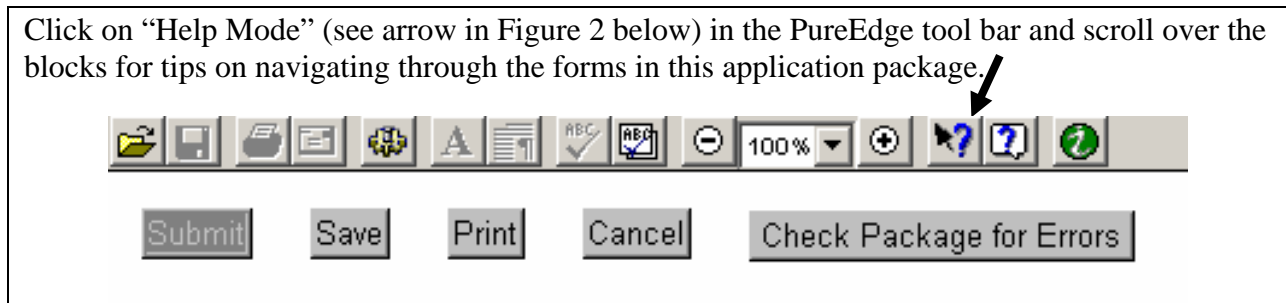 Click on “Help Mode” (see arrow in Figure 2 below) in the PureEdge tool bar and scroll over the
blocks for tips on navigating through the forms in this application package.
A ABC ABC 100% ? ? i
Submit Save Print Cancel Check Package for Errors